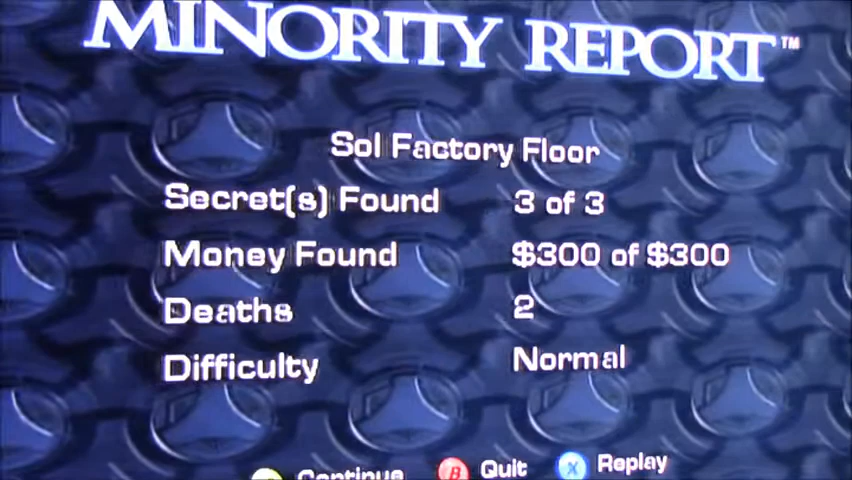 MINORITY REPORT™
Sol Factory Floor
Secret(s) Found 3 of 3
Money Found $300 of $300
Deaths 2
Difficulty Normal
Continue B Quit X Replay